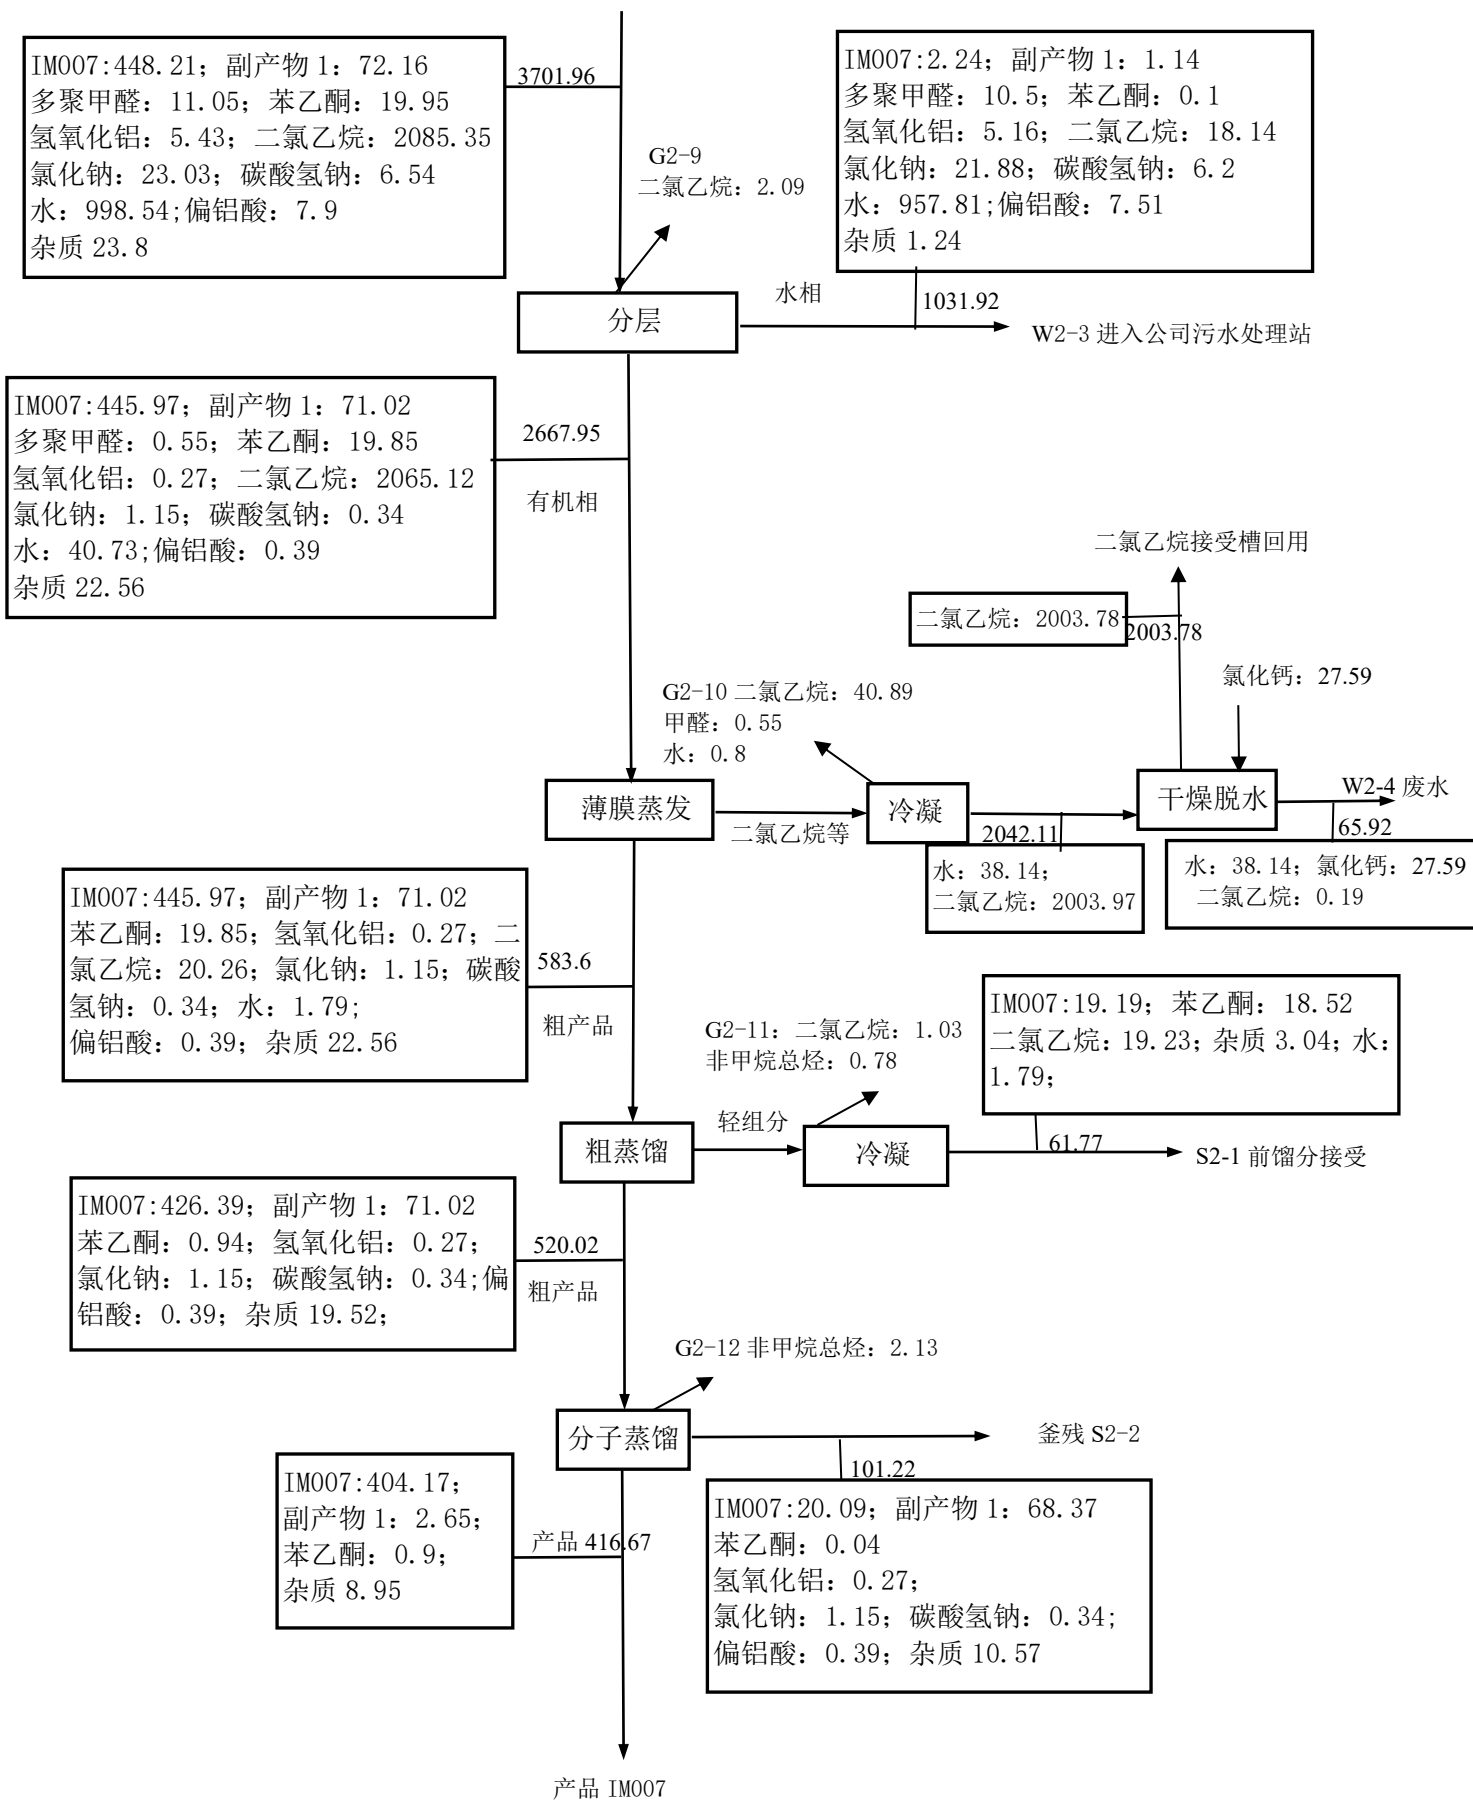 IM007:448.21；副产物 1：72.16
多聚甲醛：11.05；苯乙酮：19.95
氢氧化铝：5.43；二氯乙烷：2085.35
氯化钠：23.03；碳酸氢钠：6.54
水：998.54;偏铝酸：7.9
杂质 23.8
3701.96
G2-9
二氯乙烷：2.09
IM007:2.24；副产物 1：1.14
多聚甲醛：10.5；苯乙酮：0.1
氢氧化铝：5.16；二氯乙烷：18.14
氯化钠：21.88；碳酸氢钠：6.2
水：957.81;偏铝酸：7.51
杂质 1.24
分层
水相
1031.92
W2-3 进入公司污水处理站
IM007:445.97；副产物 1：71.02
多聚甲醛：0.55；苯乙酮：19.85
氢氧化铝：0.27；二氯乙烷：2065.12
氯化钠：1.15；碳酸氢钠：0.34
水：40.73;偏铝酸：0.39
杂质 22.56
2667.95
有机相
二氯乙烷接受槽回用
二氯乙烷：2003.78
2003.78
氯化钙：27.59
G2-10 二氯乙烷：40.89
甲醛：0.55
水：0.8
薄膜蒸发
二氯乙烷等
冷凝
2042.11
水：38.14；
二氯乙烷：2003.97
干燥脱水
W2-4 废水
65.92
水：38.14；氯化钙：27.59
二氯乙烷：0.19
IM007:445.97；副产物 1：71.02
苯乙酮：19.85；氢氧化铝：0.27；二
氯乙烷：20.26；氯化钠：1.15；碳酸
氢钠：0.34；水：1.79;
偏铝酸：0.39；杂质 22.56
583.6
粗产品
G2-11：二氯乙烷：1.03
非甲烷总烃：0.78
IM007:19.19；苯乙酮：18.52
二氯乙烷：19.23；杂质 3.04；水：
1.79；
粗蒸馏
轻组分
冷凝
61.77
S2-1 前馏分接受
IM007:426.39；副产物 1：71.02
苯乙酮：0.94；氢氧化铝：0.27；
氯化钠：1.15；碳酸氢钠：0.34;偏
铝酸：0.39；杂质 19.52；
520.02
粗产品
G2-12 非甲烷总烃：2.13
分子蒸馏
釜残 S2-2
101.22
IM007:404.17；
副产物 1：2.65；
苯乙酮：0.9；
杂质 8.95
产品 416.67
IM007:20.09；副产物 1：68.37
苯乙酮：0.04
氢氧化铝：0.27；
氯化钠：1.15；碳酸氢钠：0.34;
偏铝酸：0.39；杂质 10.57
产品 IM007